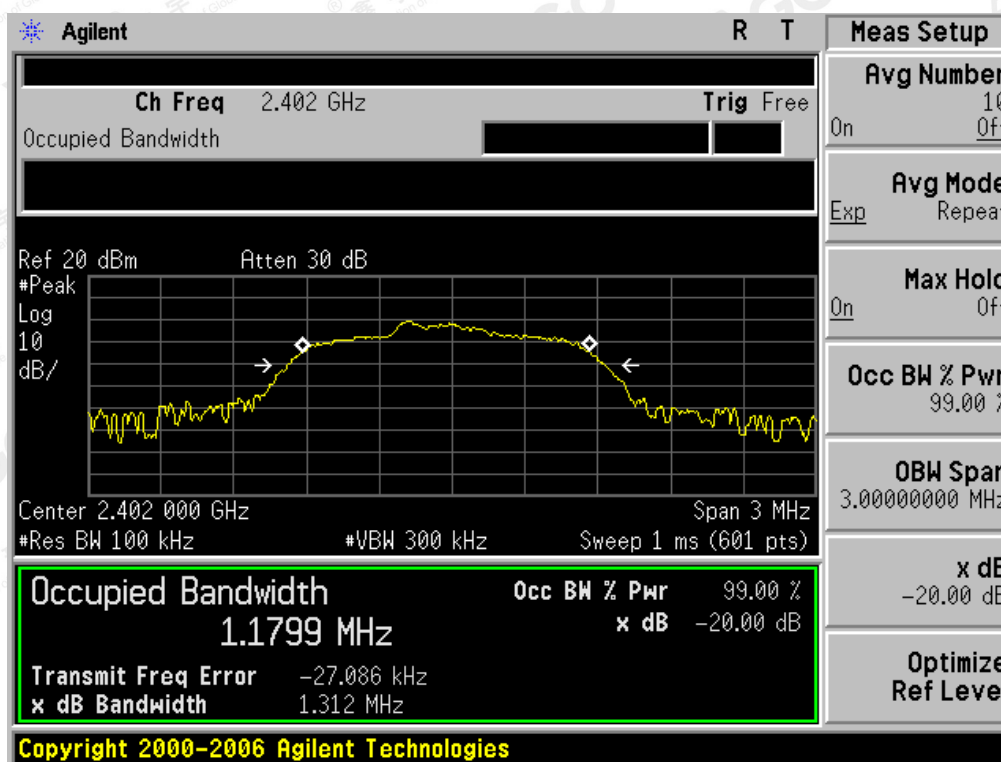 Agilent R T
Meas Setup
Ch Freq 2.402 GHz Trig Free
Occupied Bandwidth
Ref 20 dBm Atten 30 dB
#Peak
Log
10
dB/
Center 2.402 000 GHz Span 3 MHz
#Res BW 100 kHz #VBW 300 kHz Sweep 1 ms (601 pts)
Occupied Bandwidth
1.1799 MHz
Occ BW % Pwr 99.00 %
x dB -20.00 dB
Transmit Freq Error -27.086 kHz
x dB Bandwidth 1.312 MHz
Avg Number
10
On Off
Avg Mode
Exp Repeat
Max Hold
On Off
Occ BW % Pwr
99.00 %
OBW Span
3.00000000 MHz
x dB
-20.00 dB
Optimize
Ref Level
Copyright 2000-2006 Agilent Technologies